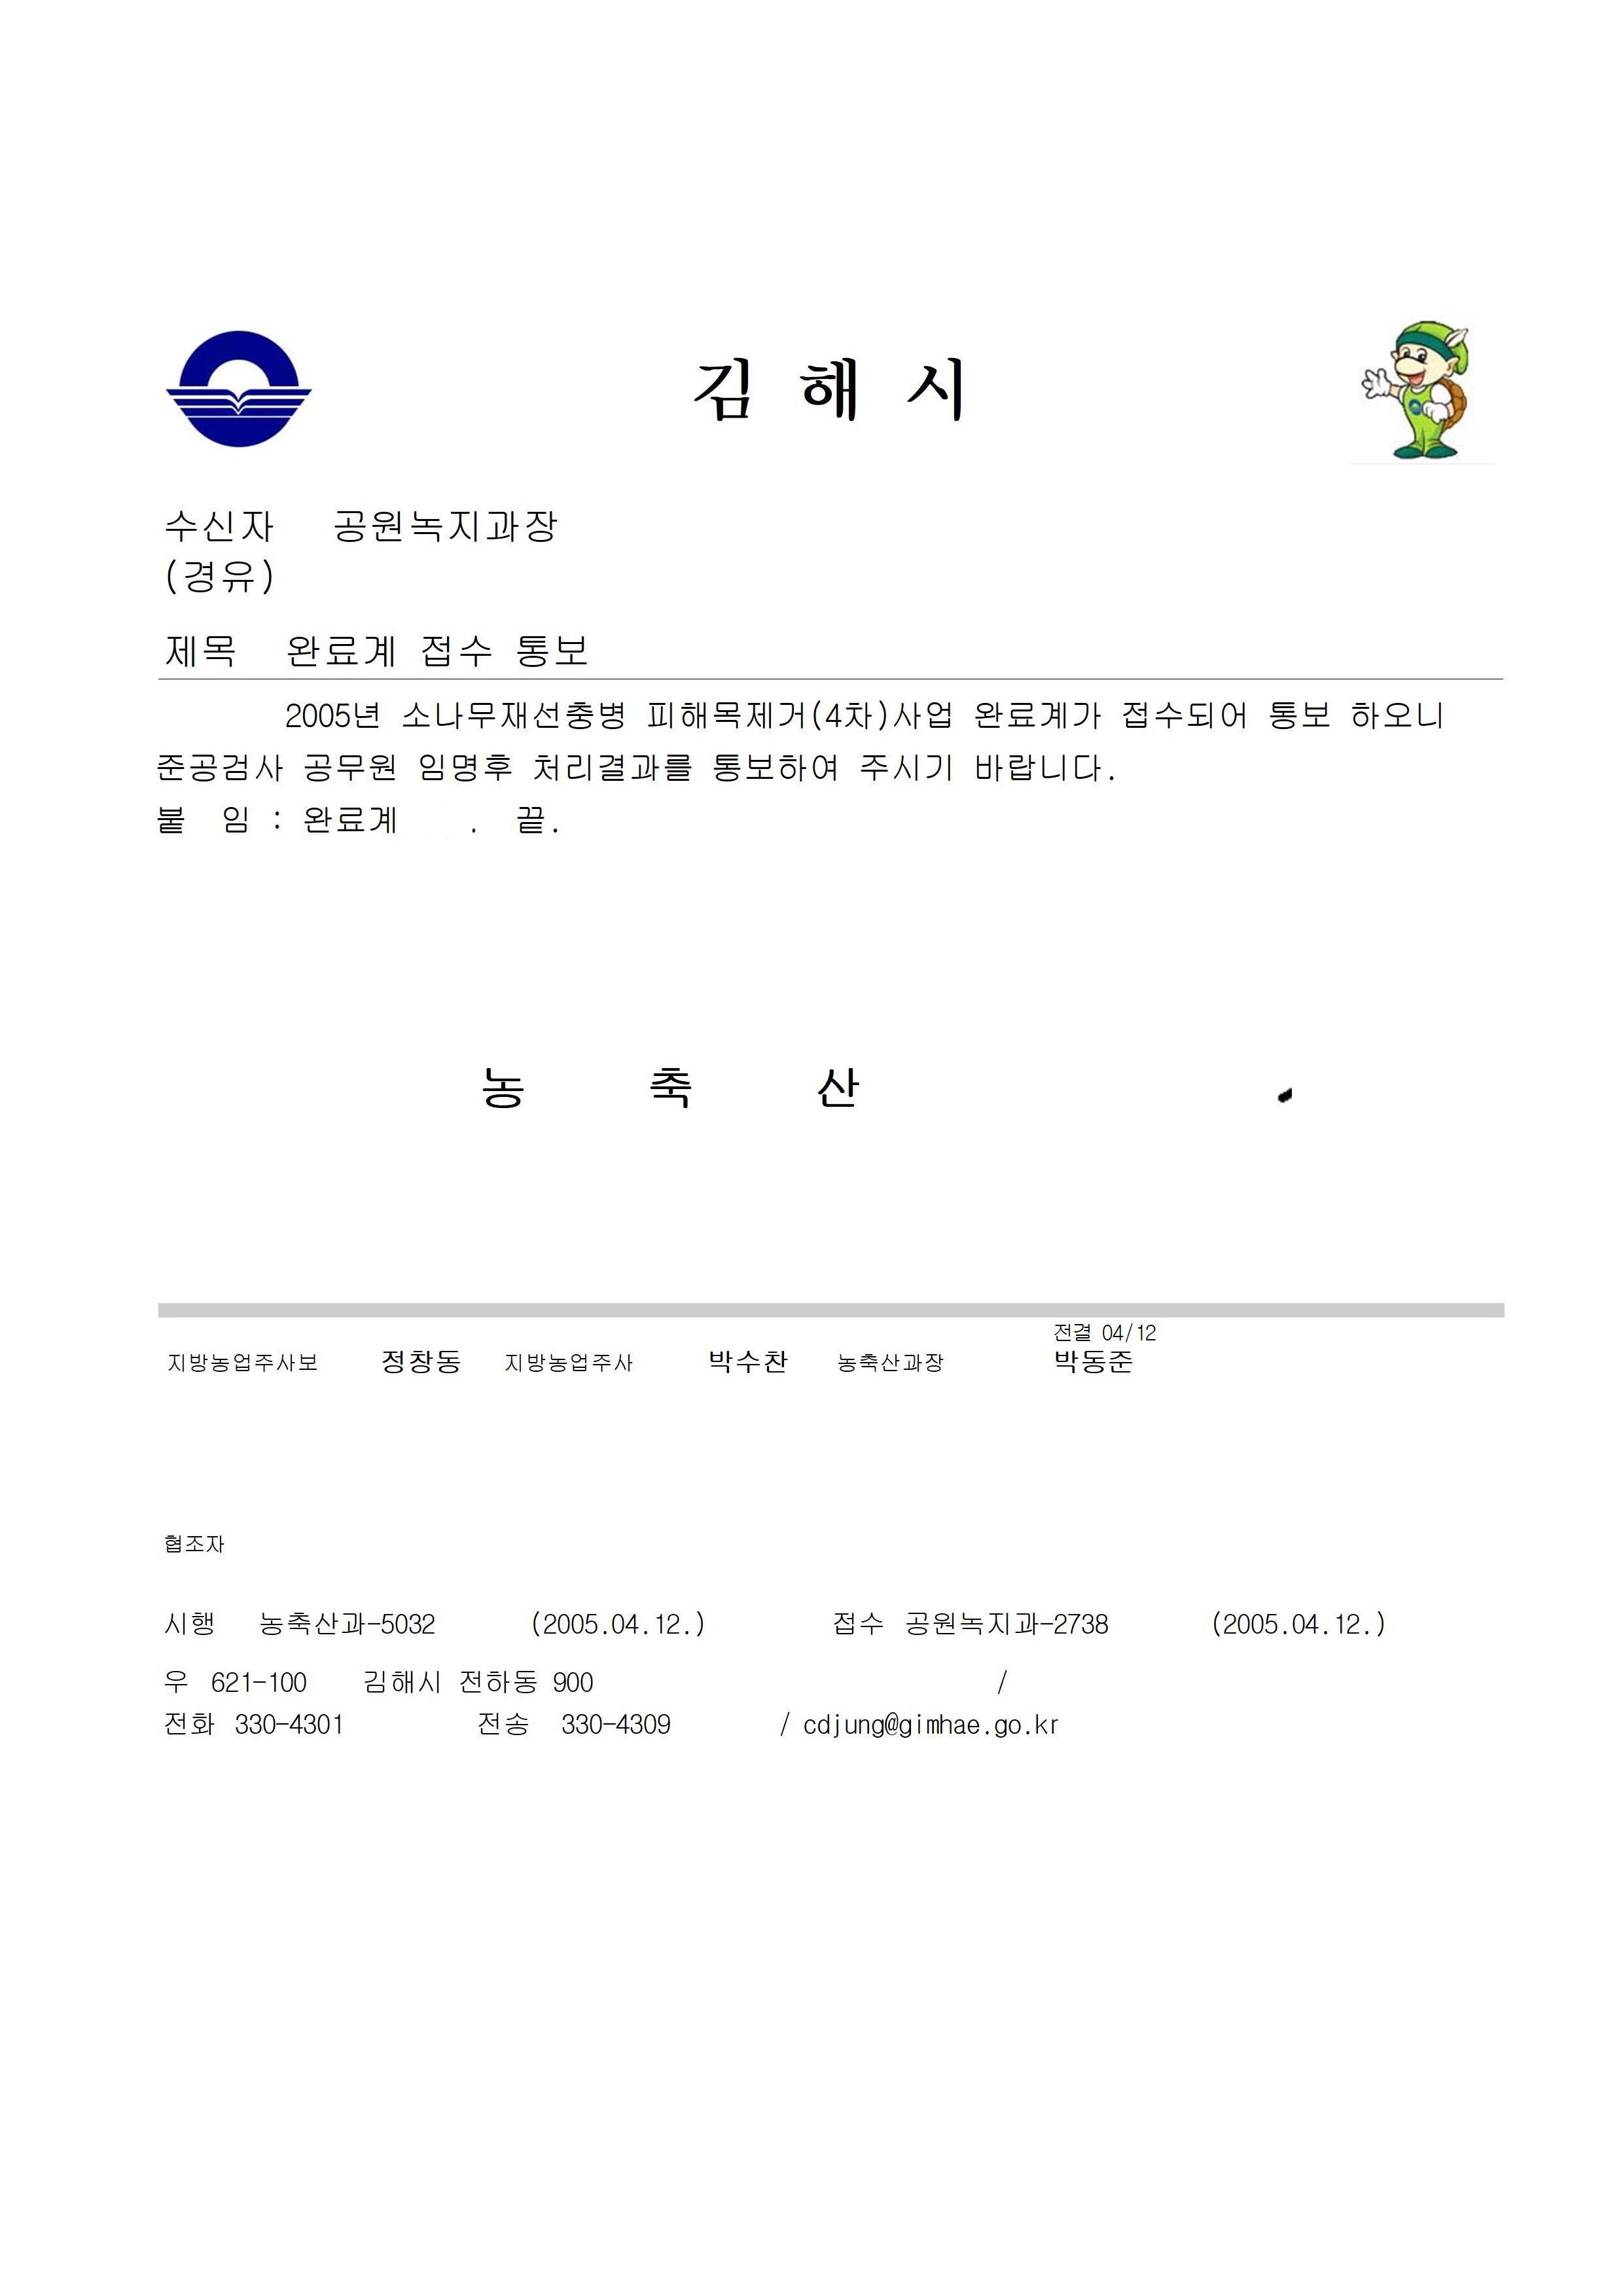 김 해 시
수신자 공원녹지과장
(경유)
제목 완료계 접수 통보
2005년 소나무재선충병 피해목제거(4차)사업 완료계가 접수되어 통보 하오니
준공검사 공무원 임명후 처리결과를 통보하여 주시기 바랍니다.
붙 임 : 완료계 . 끝.
농 축 산
전결 04/12
지방농업주사보 정창동 지방농업주사 박수찬 농축산과장 박동준
협조자
시행 농축산과-5032 (2005.04.12.) 접수 공원녹지과-2738 (2005.04.12.)
우 621-100 김해시 전하동 900 /
전화 330-4301 전송 330-4309 / cdjung@gimhae.go.kr